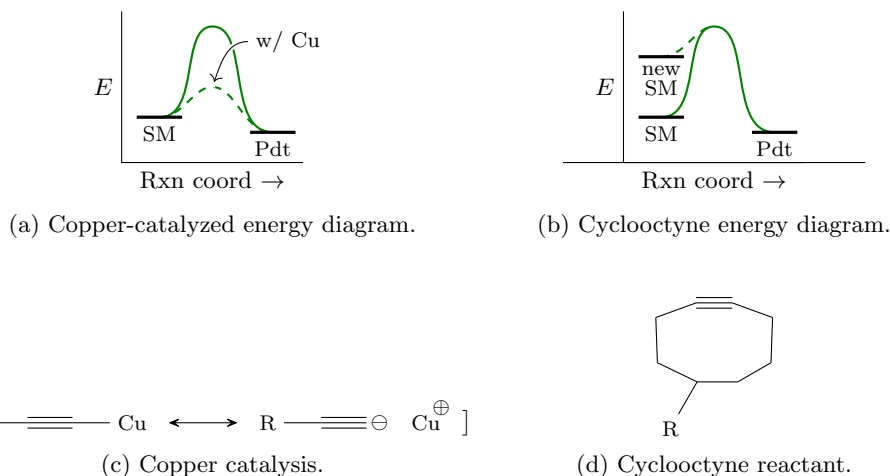 w/ Cu
E
SM
Pdt
Rxn coord →
(a) Copper-catalyzed energy diagram.
E
new
SM
SM
Pdt
Rxn coord →
(b) Cyclooctyne energy diagram.
Cu ⟷ R ⊖ Cu⊕ ]
(c) Copper catalysis.
R
(d) Cyclooctyne reactant.